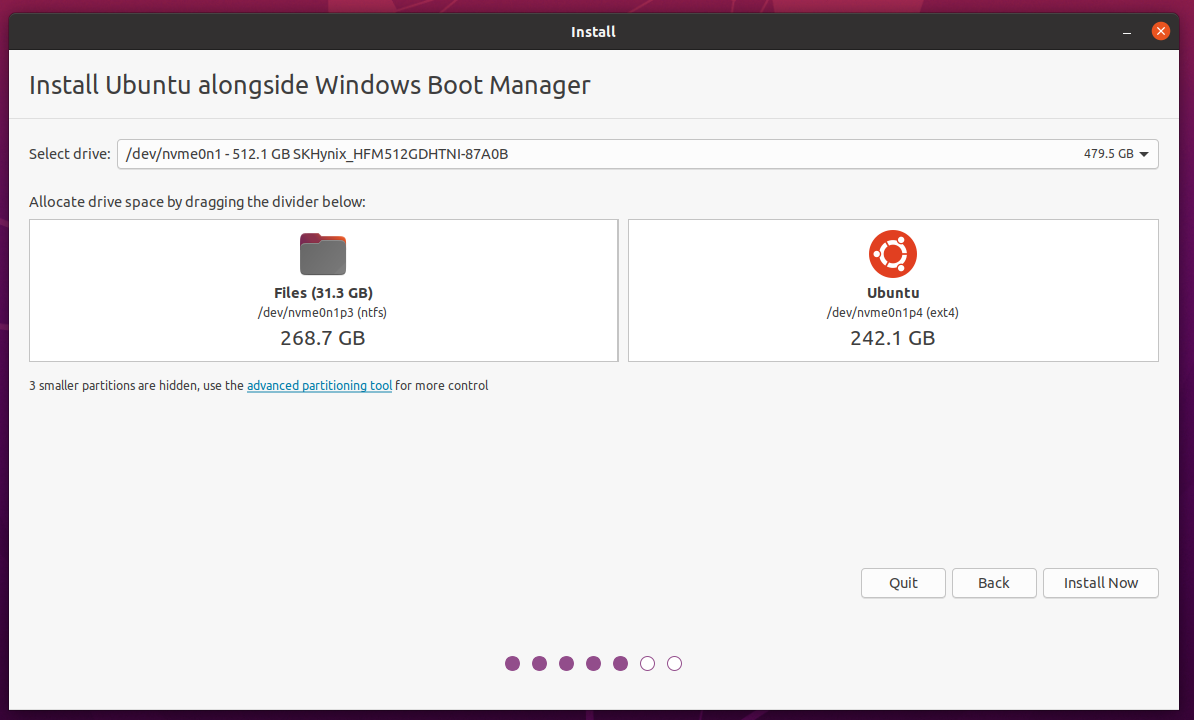 Install
Install Ubuntu alongside Windows Boot Manager
Select drive: /dev/nvme0n1 - 512.1 GB SKHynix_HFM512GDHTNI-87A0B 479.5 GB
Allocate drive space by dragging the divider below:
Files (31.3 GB)
/dev/nvme0n1p3 (ntfs)
268.7 GB
Ubuntu
/dev/nvme0n1p4 (ext4)
242.1 GB
3 smaller partitions are hidden, use the advanced partitioning tool for more control
Quit Back Install Now